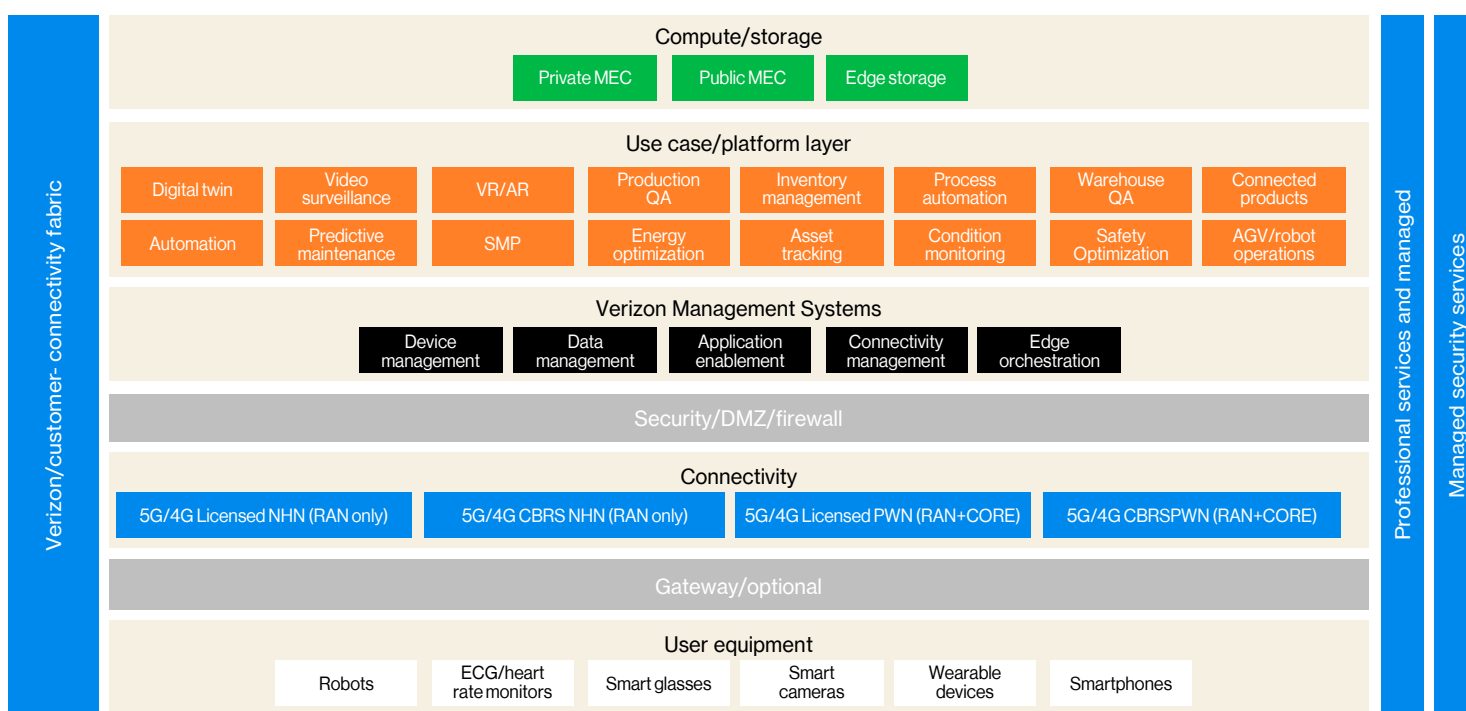 Verizon/customer- connectivity fabric
Compute/storage
Private MEC
Public MEC
Edge storage
Use case/platform layer
Digital twin
Video
surveillance
VR/AR
Production
QA
Inventory
management
Process
automation
Warehouse
QA
Connected
products
Automation
Predictive
maintenance
SMP
Energy
optimization
Asset
tracking
Condition
monitoring
Safety
Optimization
AGV/robot
operations
Verizon Management Systems
Device
management
Data
management
Application
enablement
Connectivity
management
Edge
orchestration
Security/DMZ/firewall
Connectivity
5G/4G Licensed NHN (RAN only)
5G/4G CBRS NHN (RAN only)
5G/4G Licensed PWN (RAN+CORE)
5G/4G CBRSPWN (RAN+CORE)
Gateway/optional
User equipment
Robots
ECG/heart
rate monitors
Smart glasses
Smart
cameras
Wearable
devices
Smartphones
Professional services and managed
Managed security services